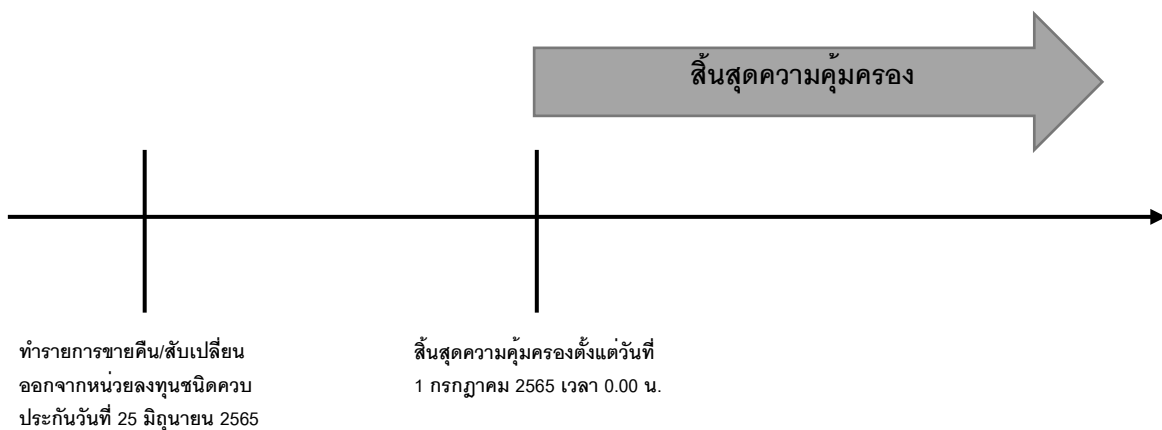 สิ้นสุดความคุ้มครอง
ทำรายการขายคืน/สับเปลี่ยน
ออกจากหน่วยลงทุนชนิดควบ
ประกันวันที่ 25 มิถุนายน 2565
สิ้นสุดความคุ้มครองตั้งแต่วันที่
1 กรกฎาคม 2565 เวลา 0.00 น.